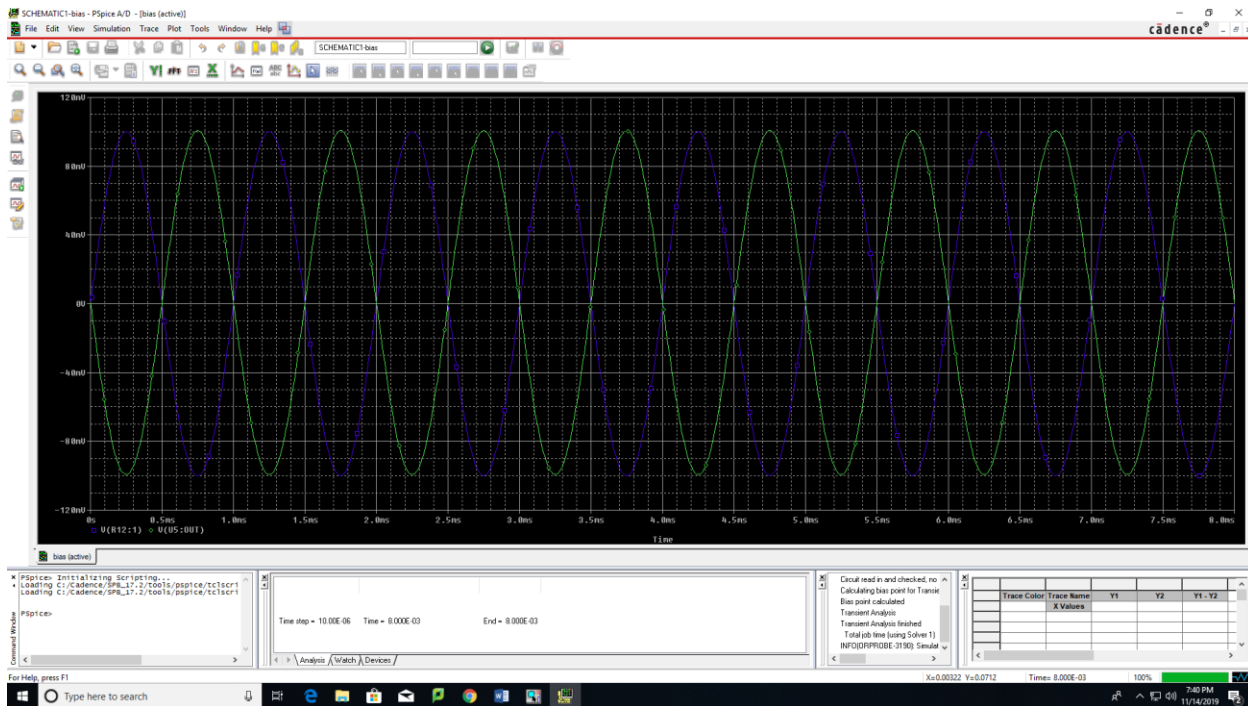 SCHEMATIC1-bias - PSpice A/D - [bias (active)]
File Edit View Simulation Trace Plot Tools Window Help
cādence®
SCHEMATIC1-bias
120mV
80mV
40mV
0V
-40mV
-80mV
-120mV
0s 0.5ms 1.0ms 1.5ms 2.0ms 2.5ms 3.0ms 3.5ms 4.0ms 4.5ms 5.0ms 5.5ms 6.0ms 6.5ms 7.0ms 7.5ms 8.0ms
V(R12:1) V(U5:OUT)
Time
bias (active)
Command Window
PSpice> Initializing Scripting...
Loading C:/Cadence/SPB_17.2/tools/pspice/tclscri
Loading C:/Cadence/SPB_17.2/tools/pspice/tclscri
PSpice>
Time step = 10.00E-06 Time = 8.000E-03 End = 8.000E-03
Analysis Watch Devices
Circuit read in and checked, no
Calculating bias point for Transie
Bias point calculated
Transient Analysis
Transient Analysis finished
Total job time (using Solver 1)
INFO(ORPROBE-3190): Simulat
Trace Color Trace Name Y1 Y2 Y1 - Y2
X Values
For Help, press F1
X=0.00322 Y=0.0712 Time= 8.000E-03 100%
Type here to search
7:40 PM
11/14/2019